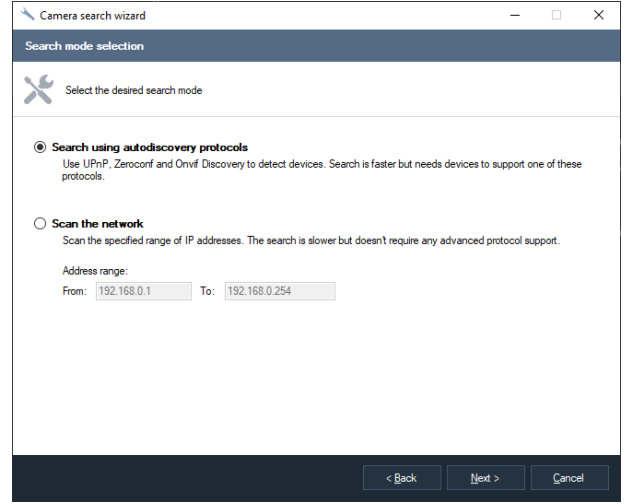 Camera search wizard
Search mode selection
Select the desired search mode
Search using autodiscovery protocols
Use UPnP, Zeroconf and Onvif Discovery to detect devices. Search is faster but needs devices to support one of these
protocols.
Scan the network
Scan the specified range of IP addresses. The search is slower but doesn't require any advanced protocol support.
Address range:
From: 192.168.0.1 To: 192.168.0.254
< Back Next > Cancel